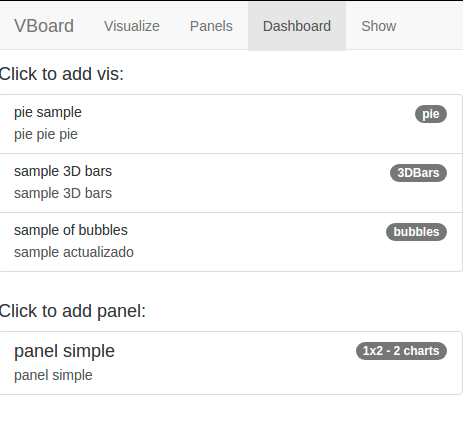 VBoard Visualize Panels Dashboard Show
Click to add vis:
pie sample pie
pie pie pie
sample 3D bars 3DBars
sample 3D bars
sample of bubbles bubbles
sample actualizado
Click to add panel:
panel simple 1x2 - 2 charts
panel simple